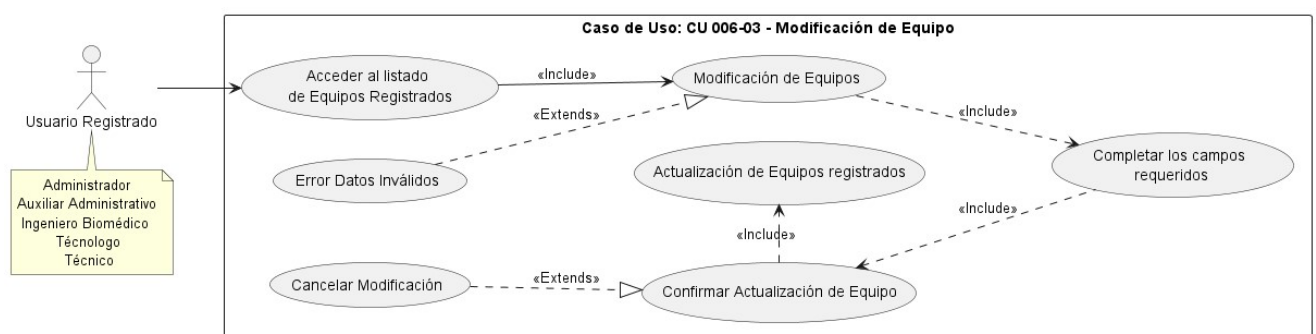 Caso de Uso: CU 006-03 - Modificación de Equipo
Usuario Registrado
Administrador
Auxiliar Administrativo
Ingeniero Biomédico
Técnologo
Técnico
Acceder al listado
de Equipos Registrados
«Include»
Modificación de Equipos
«Extends»
«Include»
Error Datos Inválidos
Actualización de Equipos registrados
Completar los campos
requeridos
«Include»
«Include»
Cancelar Modificación
«Extends»
Confirmar Actualización de Equipo